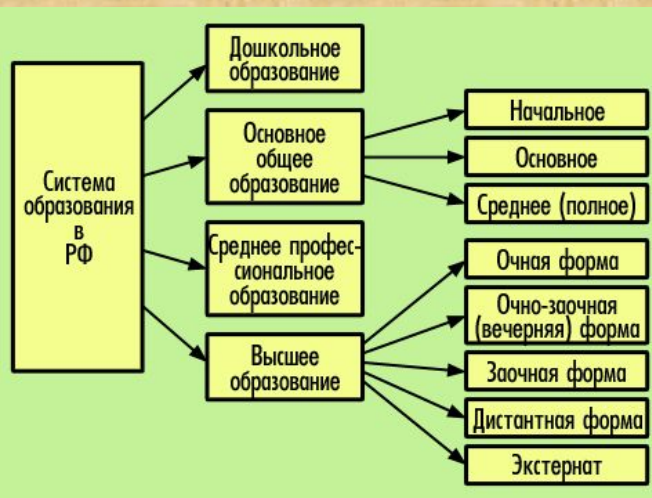 Система
образования
в
РФ
Дошкольное
образование
Основное
общее
образование
Среднее профес-
сиональное
образование
Высшее
образование
Начальное
Основное
Среднее (полное)
Очная форма
Очно-заочная
(вечерняя) форма
Заочная форма
Дистантная форма
Экстернат